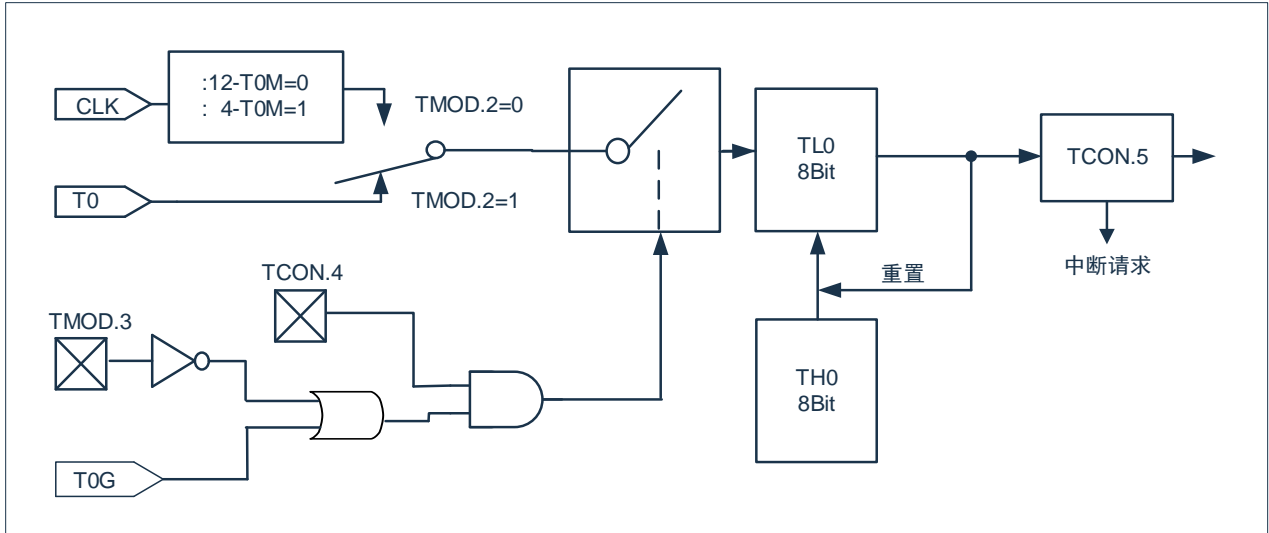 :12-T0M=0
: 4-T0M=1
CLK
TMOD.2=0
T0
TMOD.2=1
TL0
8Bit
TCON.5
中断请求
重置
TCON.4
TMOD.3
TH0
8Bit
T0G